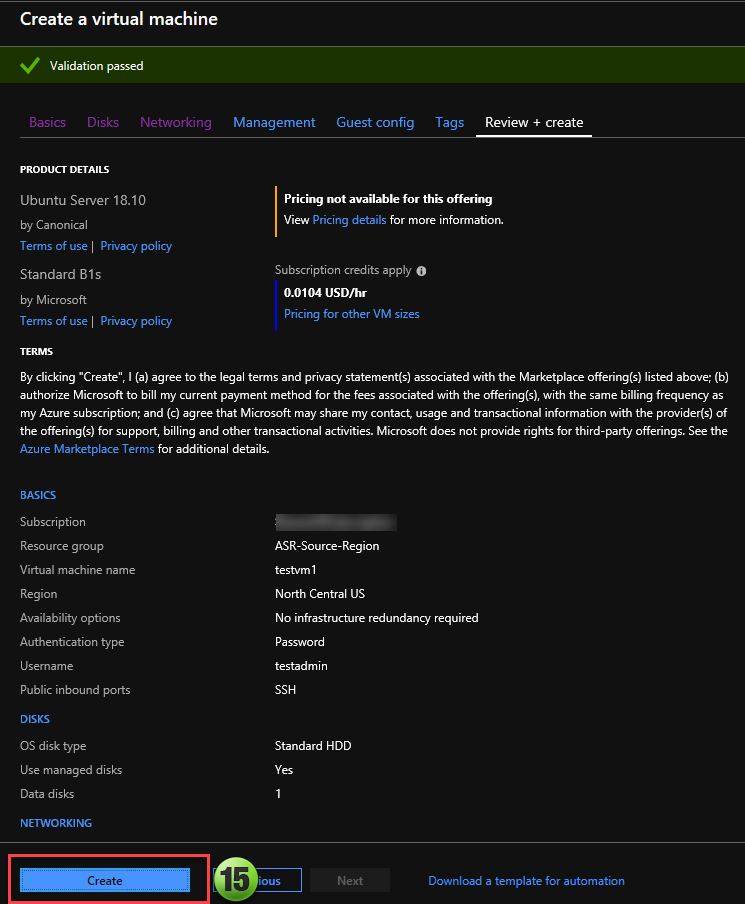 Create a virtual machine
Validation passed
Basics Disks Networking Management Guest config Tags Review + create
PRODUCT DETAILS
Ubuntu Server 18.10
by Canonical
Terms of use | Privacy policy
Pricing not available for this offering
View Pricing details for more information.
Standard B1s
by Microsoft
Terms of use | Privacy policy
Subscription credits apply
0.0104 USD/hr
Pricing for other VM sizes
TERMS
By clicking "Create", I (a) agree to the legal terms and privacy statement(s) associated with the Marketplace offering(s) listed above; (b)
authorize Microsoft to bill my current payment method for the fees associated with the offering(s), with the same billing frequency as
my Azure subscription; and (c) agree that Microsoft may share my contact, usage and transactional information with the provider(s) of
the offering(s) for support, billing and other transactional activities. Microsoft does not provide rights for third-party offerings. See the
Azure Marketplace Terms for additional details.
BASICS
Subscription
Resource group ASR-Source-Region
Virtual machine name testvm1
Region North Central US
Availability options No infrastructure redundancy required
Authentication type Password
Username testadmin
Public inbound ports SSH
DISKS
OS disk type Standard HDD
Use managed disks Yes
Data disks 1
NETWORKING
Create 15 ious Next Download a template for automation